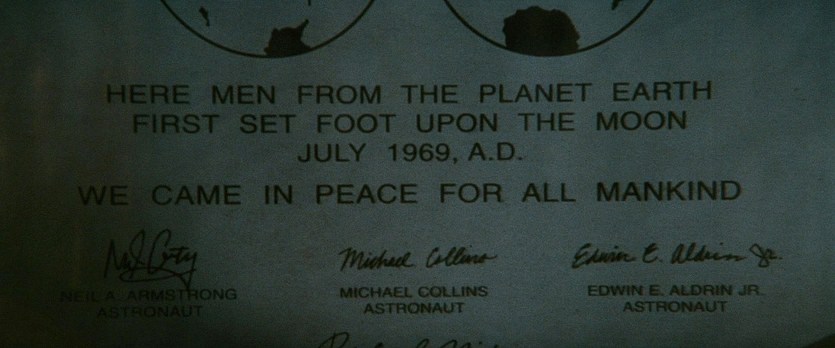 HERE MEN FROM THE PLANET EARTH
FIRST SET FOOT UPON THE MOON
JULY 1969, A.D.
WE CAME IN PEACE FOR ALL MANKIND
Michael Collins Edwin E. Aldrin Jr.
NEIL A. ARMSTRONG MICHAEL COLLINS EDWIN E. ALDRIN JR.
ASTRONAUT ASTRONAUT ASTRONAUT